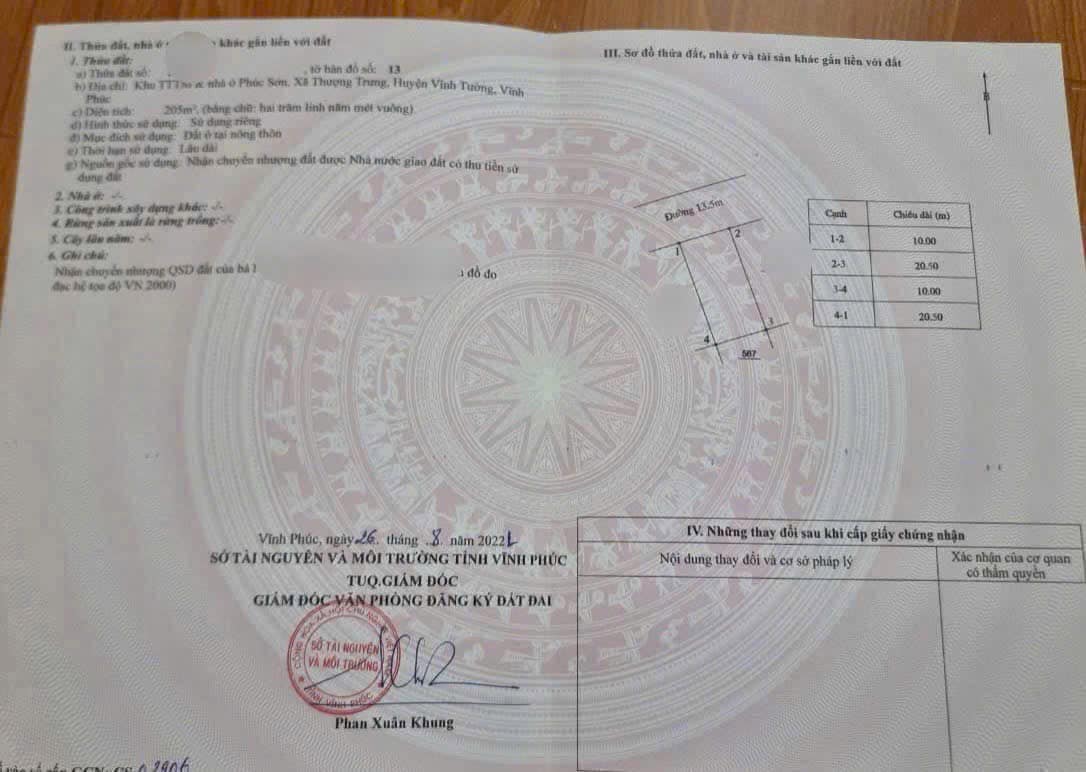 II. Thửa đất, nhà ở khác gắn liền với đất
1. Thửa đất:
a) Thửa đất số: , tờ bản đồ số: 13
b) Địa chỉ: Khu nhà ở Phúc Sơn, Xã Thượng Trưng, Huyện Vĩnh Tường, Vĩnh
Phúc
c) Diện tích: 205m², (bằng chữ: hai trăm linh năm mét vuông)
d) Hình thức sử dụng: Sử dụng riêng
đ) Mục đích sử dụng: Đất ở tại nông thôn
e) Thời hạn sử dụng: Lâu dài
g) Nguồn gốc sử dụng: Nhận chuyển nhượng đất được Nhà nước giao đất có thu tiền sử
dụng đất
2. Nhà ở: -/-
3. Công trình xây dựng khác: -/-
4. Rừng sản xuất là rừng trồng: -/-
5. Cây lâu năm: -/-
6. Ghi chú:
Nhận chuyển nhượng QSD đất của bà đồ đo
đạc hệ tọa độ VN 2000)
III. Sơ đồ thửa đất, nhà ở và tài sản khác gắn liền với đất
B
Đường 13.5m
1
2
3
4
567
Cạnh Chiều dài (m)
1-2 10.00
2-3 20.50
3-4 10.00
4-1 20.50
Vĩnh Phúc, ngày 26 tháng 8 năm 2022
SỞ TÀI NGUYÊN VÀ MÔI TRƯỜNG TỈNH VĨNH PHÚC
TUQ.GIÁM ĐỐC
GIÁM ĐỐC VĂN PHÒNG ĐĂNG KÝ ĐẤT ĐAI
SỞ TÀI NGUYÊN
VÀ MÔI TRƯỜNG
TỈNH VĨNH PHÚC
Phan Xuân Khung
IV. Những thay đổi sau khi cấp giấy chứng nhận
Nội dung thay đổi và cơ sở pháp lý
Xác nhận của cơ quan
có thẩm quyền
02906